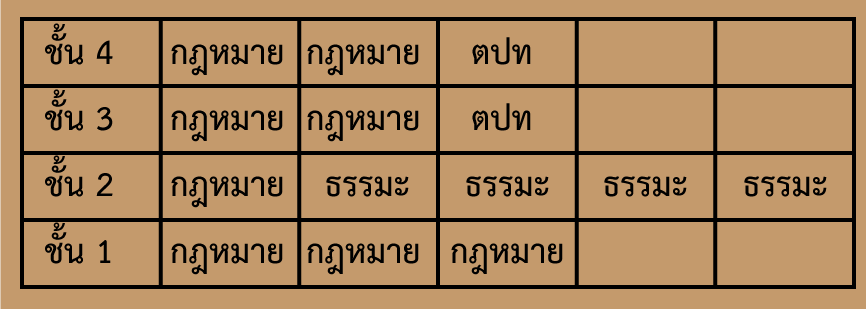 ชั้น 4 กฎหมาย กฎหมาย ตปท
ชั้น 3 กฎหมาย กฎหมาย ตปท
ชั้น 2 กฎหมาย ธรรมะ ธรรมะ ธรรมะ ธรรมะ
ชั้น 1 กฎหมาย กฎหมาย กฎหมาย